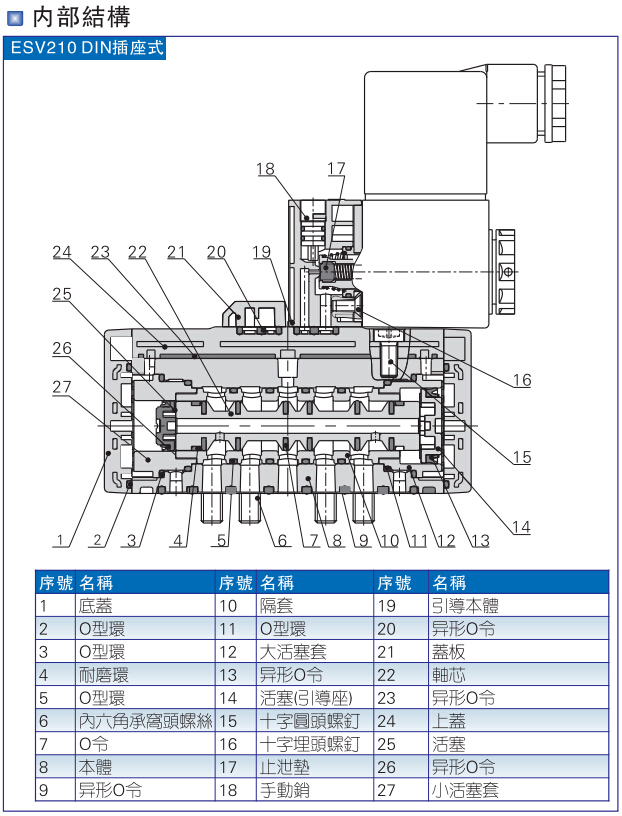 内部結構
ESV210 DIN插座式
17
18
24 23 22 21 20 19
25
26
27
16
15
14
1 2 3 4 5 6 7 8 9 10 11 12 13
序號 名稱 序號 名稱 序號 名稱
1 底蓋 10 隔套 19 引導本體
2 O型環 11 O型環 20 异形O令
3 O型環 12 大活塞套 21 蓋板
4 耐磨環 13 异形O令 22 軸芯
5 O型環 14 活塞(引導座) 23 异形O令
6 內六角承窩頭螺絲 15 十字圓頭螺釘 24 上蓋
7 O令 16 十字埋頭螺釘 25 活塞
8 本體 17 止泄墊 26 异形O令
9 异形O令 18 手動銷 27 小活塞套